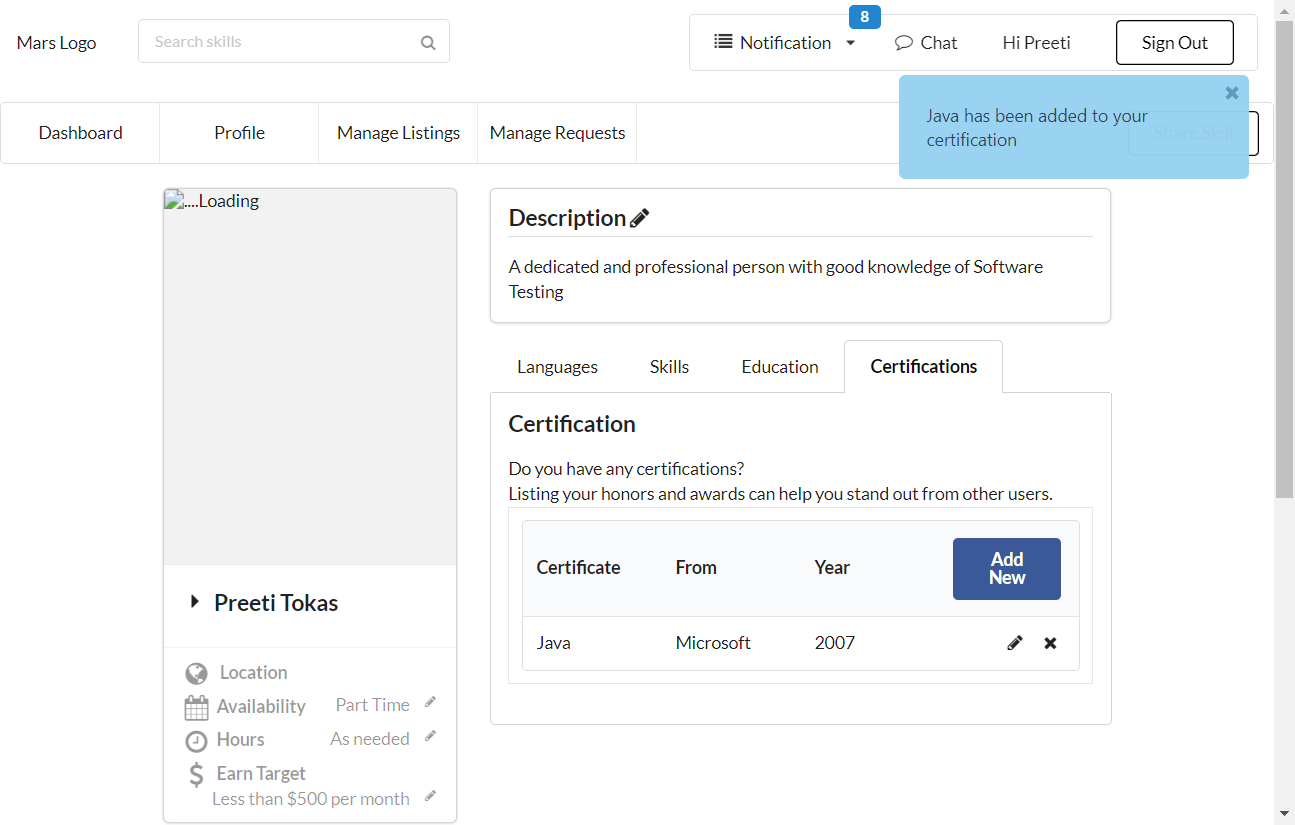 Mars Logo
Search skills
8
Notification
Chat
Hi Preeti
Sign Out
Dashboard
Profile
Manage Listings
Manage Requests
Share Skill
Java has been added to your
certification
....Loading
Description
A dedicated and professional person with good knowledge of Software
Testing
Languages
Skills
Education
Certifications
Certification
Do you have any certifications?
Listing your honors and awards can help you stand out from other users.
Certificate
From
Year
Add
New
Java
Microsoft
2007
Preeti Tokas
Location
Availability
Part Time
Hours
As needed
Earn Target
Less than $500 per month